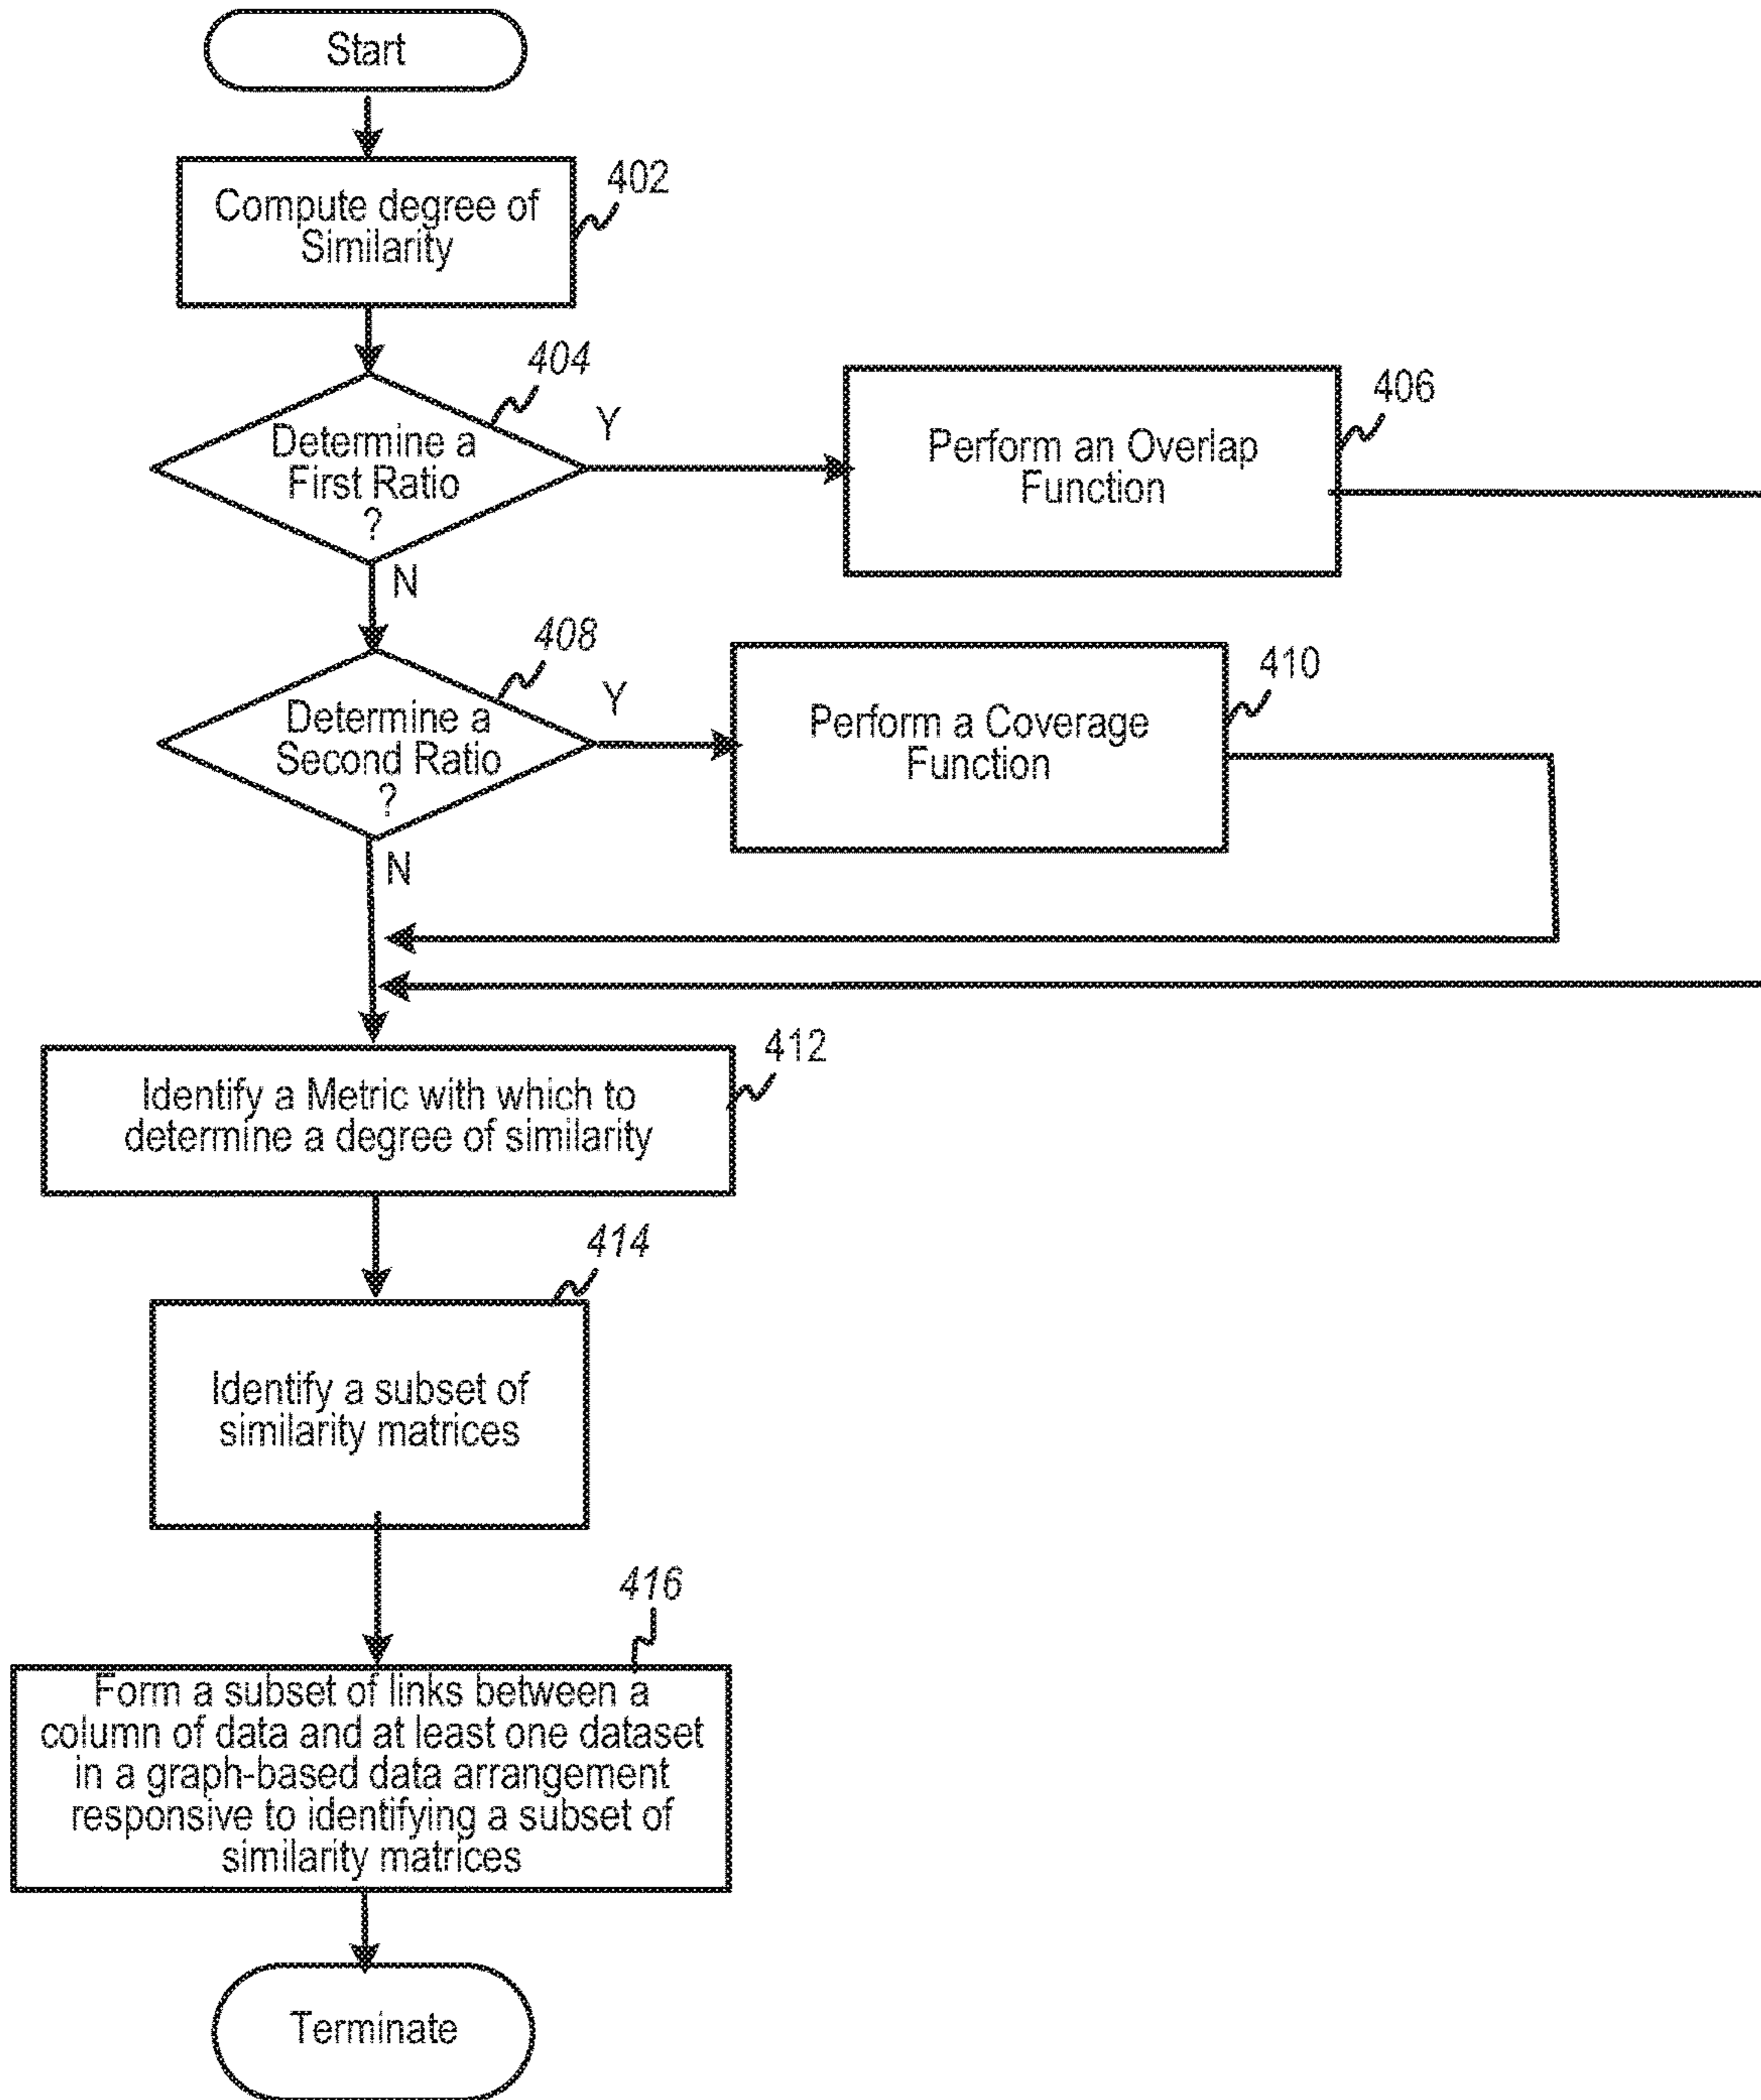 Start
Compute degree of
Similarity
402
404
Determine a
First Ratio
?
Y
N
Perform an Overlap
Function
406
408
Determine a
Second Ratio
?
Y
N
Perform a Coverage
Function
410
412
Identify a Metric with which to
determine a degree of similarity
414
Identify a subset of
similarity matrices
416
Form a subset of links between a
column of data and at least one dataset
in a graph-based data arrangement
responsive to identifying a subset of
similarity matrices
Terminate